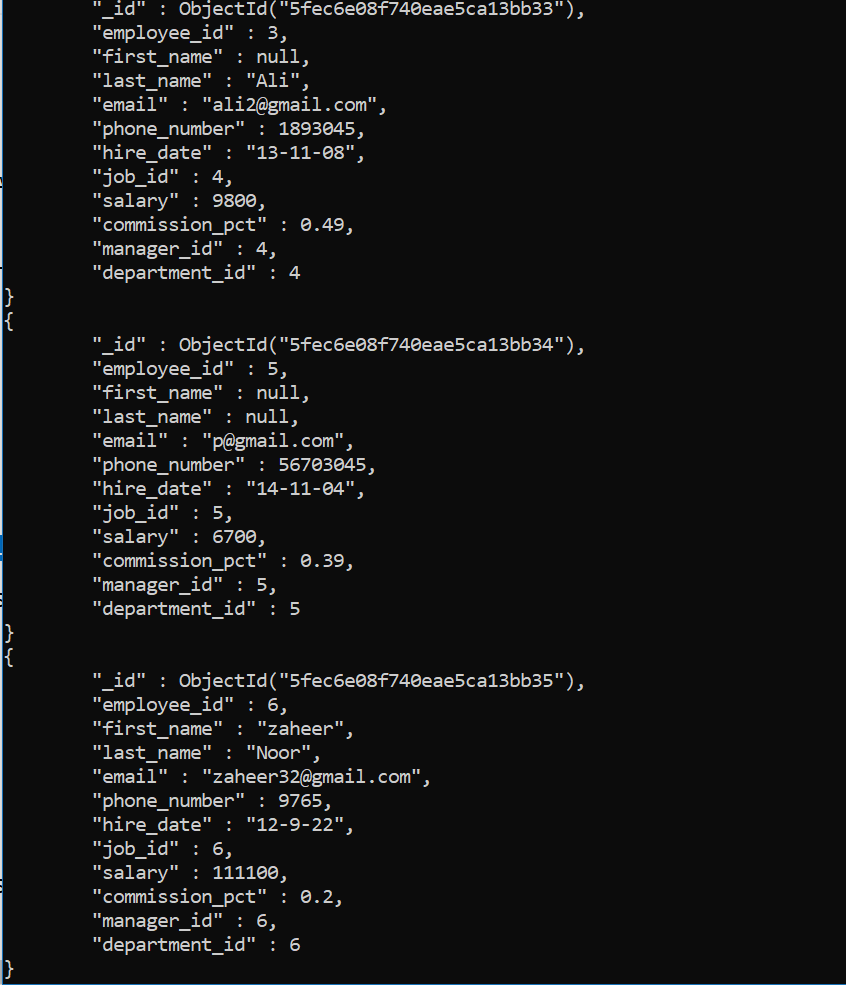 "_id" : ObjectId("5fec6e08f740eae5ca13bb33"),
"employee_id" : 3,
"first_name" : null,
"last_name" : "Ali",
"email" : "ali2@gmail.com",
"phone_number" : 1893045,
"hire_date" : "13-11-08",
"job_id" : 4,
"salary" : 9800,
"commission_pct" : 0.49,
"manager_id" : 4,
"department_id" : 4
}
{
"_id" : ObjectId("5fec6e08f740eae5ca13bb34"),
"employee_id" : 5,
"first_name" : null,
"last_name" : null,
"email" : "p@gmail.com",
"phone_number" : 56703045,
"hire_date" : "14-11-04",
"job_id" : 5,
"salary" : 6700,
"commission_pct" : 0.39,
"manager_id" : 5,
"department_id" : 5
}
{
"_id" : ObjectId("5fec6e08f740eae5ca13bb35"),
"employee_id" : 6,
"first_name" : "zaheer",
"last_name" : "Noor",
"email" : "zaheer32@gmail.com",
"phone_number" : 9765,
"hire_date" : "12-9-22",
"job_id" : 6,
"salary" : 111100,
"commission_pct" : 0.2,
"manager_id" : 6,
"department_id" : 6
}